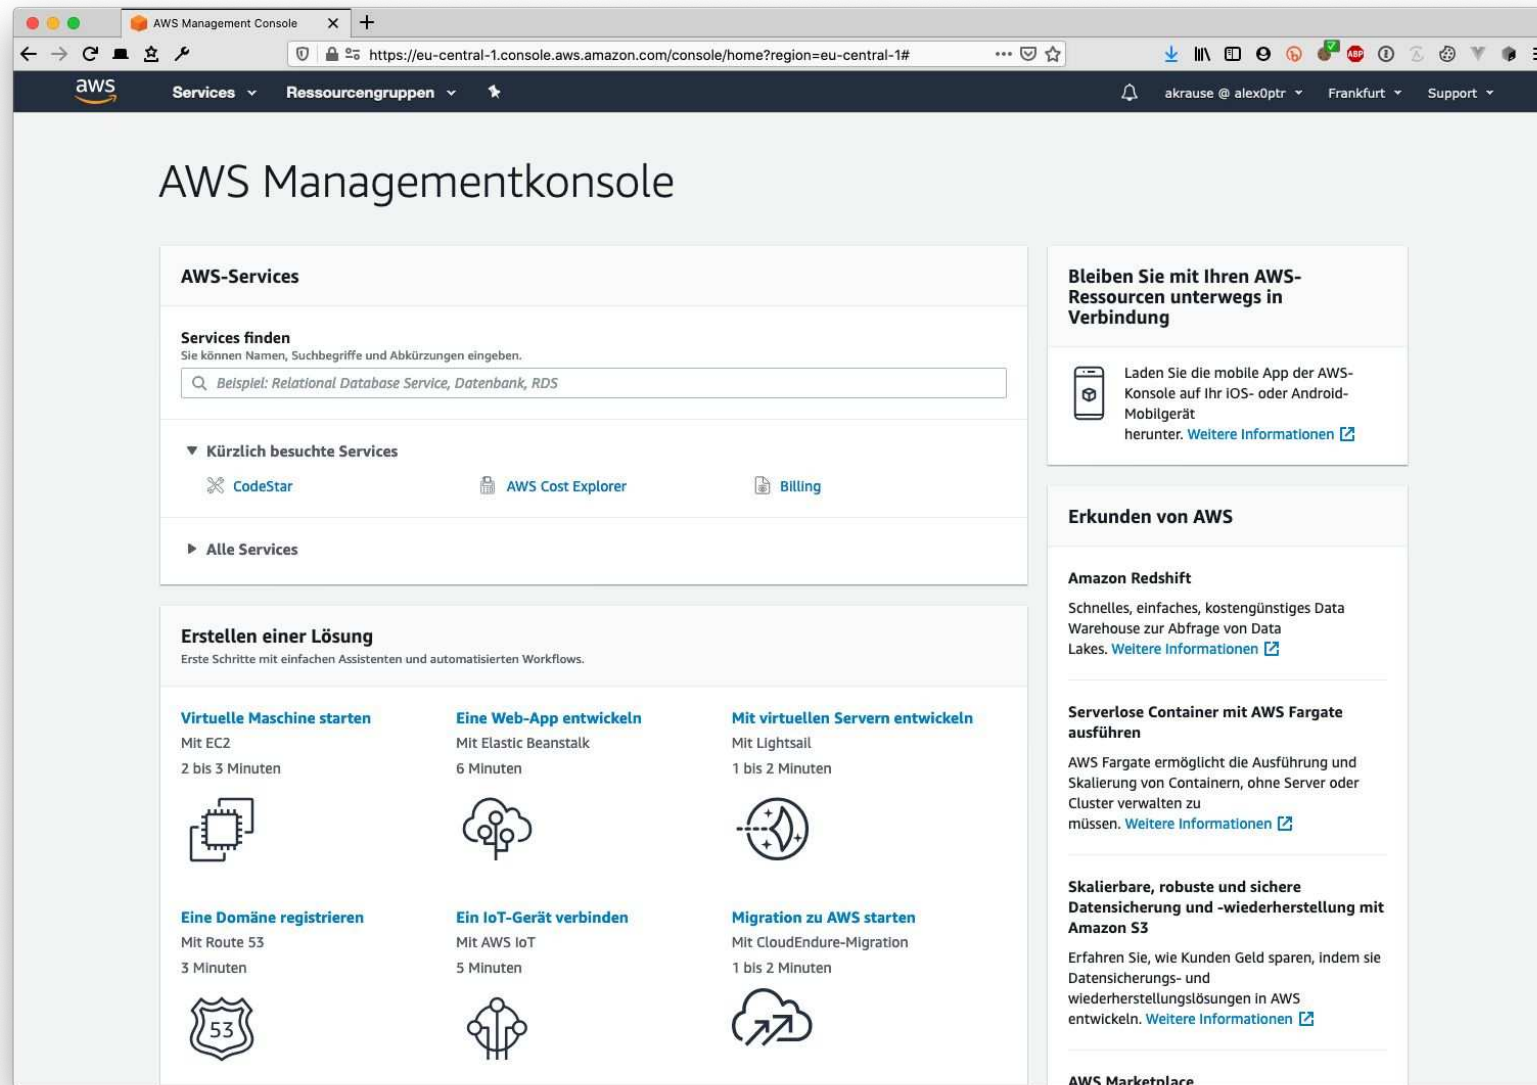 AWS Management Console
https://eu-central-1.console.aws.amazon.com/console/home?region=eu-central-1#
ABP
aws
Services
Ressourcengruppen
akrause @ alex0ptr
Frankfurt
Support
AWS Managementkonsole
AWS-Services
Services finden
Sie können Namen, Suchbegriffe und Abkürzungen eingeben.
Beispiel: Relational Database Service, Datenbank, RDS
Kürzlich besuchte Services
CodeStar
AWS Cost Explorer
Billing
Alle Services
Erstellen einer Lösung
Erste Schritte mit einfachen Assistenten und automatisierten Workflows.
Virtuelle Maschine starten
Mit EC2
2 bis 3 Minuten
Eine Web-App entwickeln
Mit Elastic Beanstalk
6 Minuten
Mit virtuellen Servern entwickeln
Mit Lightsail
1 bis 2 Minuten
Eine Domäne registrieren
Mit Route 53
3 Minuten
53
Ein IoT-Gerät verbinden
Mit AWS IoT
5 Minuten
Migration zu AWS starten
Mit CloudEndure-Migration
1 bis 2 Minuten
Bleiben Sie mit Ihren AWS-
Ressourcen unterwegs in
Verbindung
Laden Sie die mobile App der AWS-
Konsole auf Ihr iOS- oder Android-
Mobilgerät
herunter. Weitere Informationen
Erkunden von AWS
Amazon Redshift
Schnelles, einfaches, kostengünstiges Data
Warehouse zur Abfrage von Data
Lakes. Weitere Informationen
Serverlose Container mit AWS Fargate
ausführen
AWS Fargate ermöglicht die Ausführung und
Skalierung von Containern, ohne Server oder
Cluster verwalten zu
müssen. Weitere Informationen
Skalierbare, robuste und sichere
Datensicherung und -wiederherstellung mit
Amazon S3
Erfahren Sie, wie Kunden Geld sparen, indem sie
Datensicherungs- und
wiederherstellungslösungen in AWS
entwickeln. Weitere Informationen
AWS Marketplace